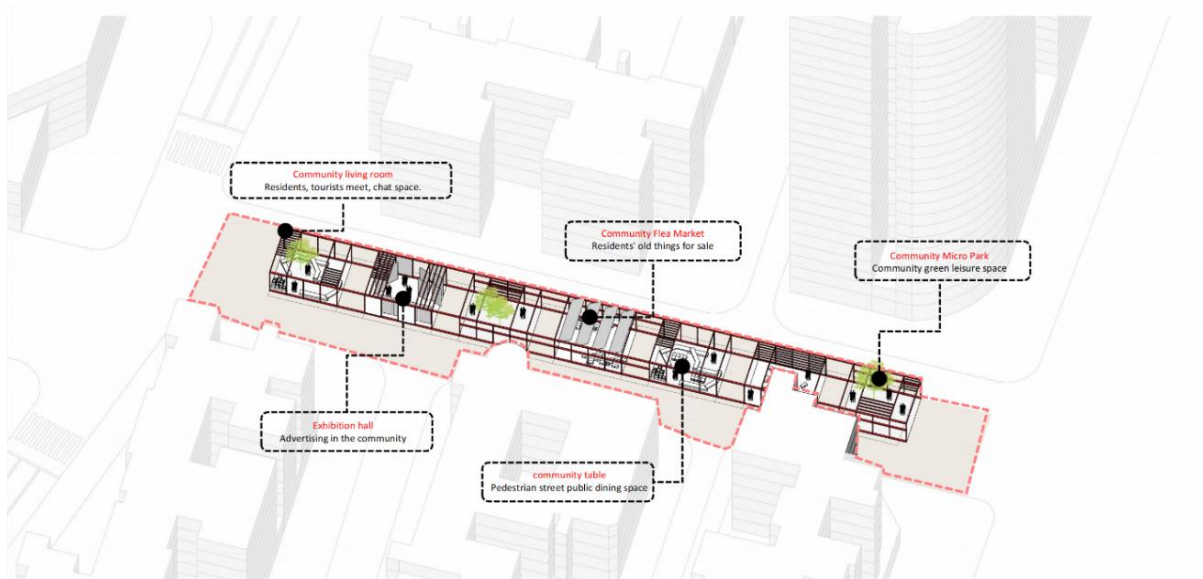 Community living room
Residents, tourists meet, chat space.
Community Flea Market
Residents' old things for sale
Community Micro Park
Community green leisure space
Exhibition hall
Advertising in the community
community table
Pedestrian street public dining space